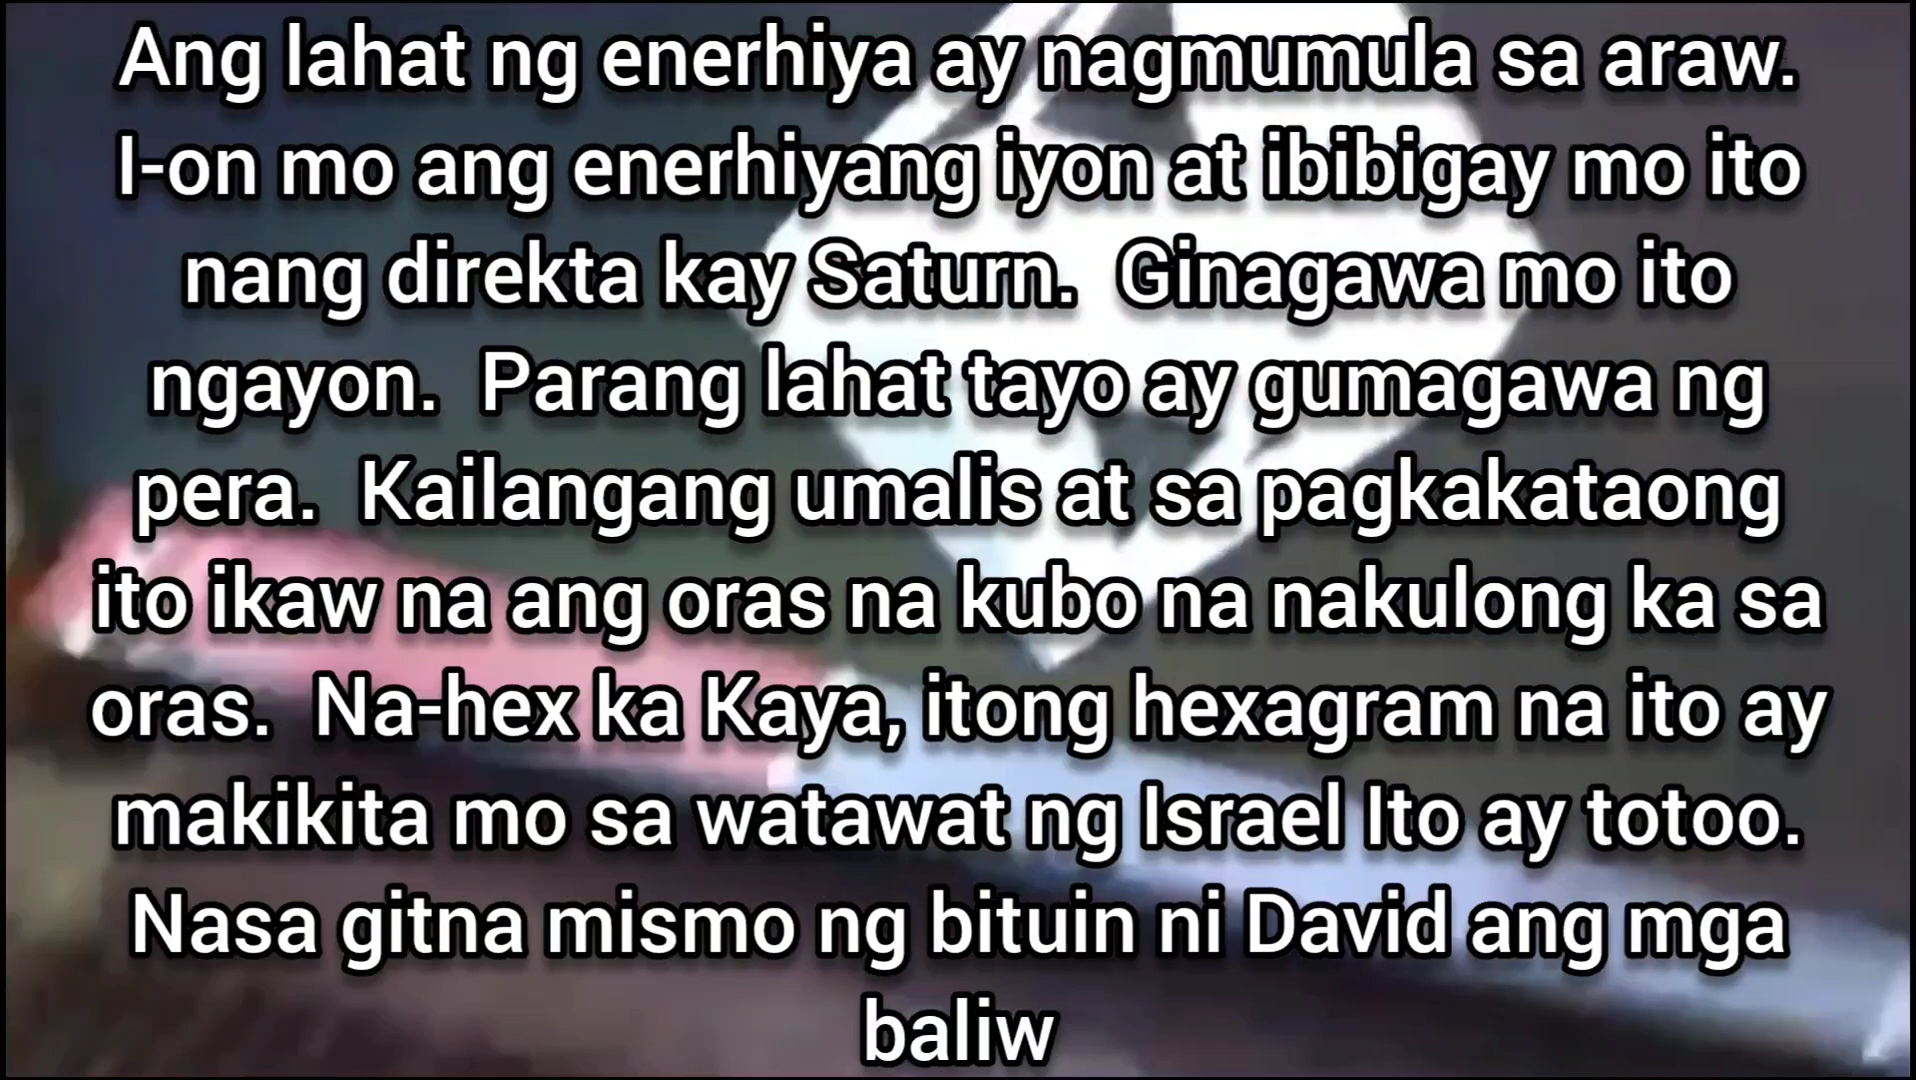 Ang lahat ng enerhiya ay nagmumula sa araw.
I-on mo ang enerhiyang iyon at ibibigay mo ito
nang direkta kay Saturn. Ginagawa mo ito
ngayon. Parang lahat tayo ay gumagawa ng
pera. Kailangang umalis at sa pagkakataong
ito ikaw na ang oras na kubo na nakulong ka sa
oras. Na-hex ka Kaya, itong hexagram na ito ay
makikita mo sa watawat ng Israel Ito ay totoo.
Nasa gitna mismo ng bituin ni David ang mga
baliw